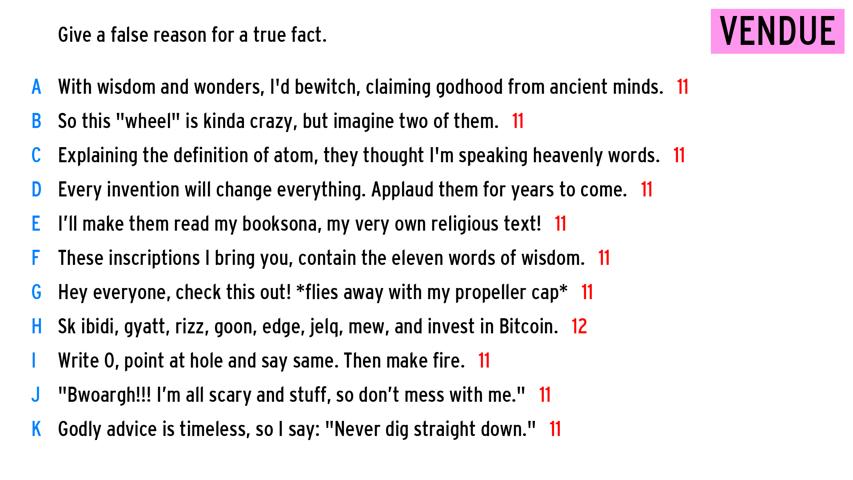 Give a false reason for a true fact.
VENDUE
A With wisdom and wonders, I'd bewitch, claiming godhood from ancient minds. 11
B So this "wheel" is kinda crazy, but imagine two of them. 11
C Explaining the definition of atom, they thought I'm speaking heavenly words. 11
D Every invention will change everything. Applaud them for years to come. 11
E I’ll make them read my booksona, my very own religious text! 11
F These inscriptions I bring you, contain the eleven words of wisdom. 11
G Hey everyone, check this out! *flies away with my propeller cap* 11
H Sk ibidi, gyatt, rizz, goon, edge, jelq, mew, and invest in Bitcoin. 12
I Write O, point at hole and say same. Then make fire. 11
J "Bwoargh!!! I’m all scary and stuff, so don’t mess with me." 11
K Godly advice is timeless, so I say: "Never dig straight down." 11